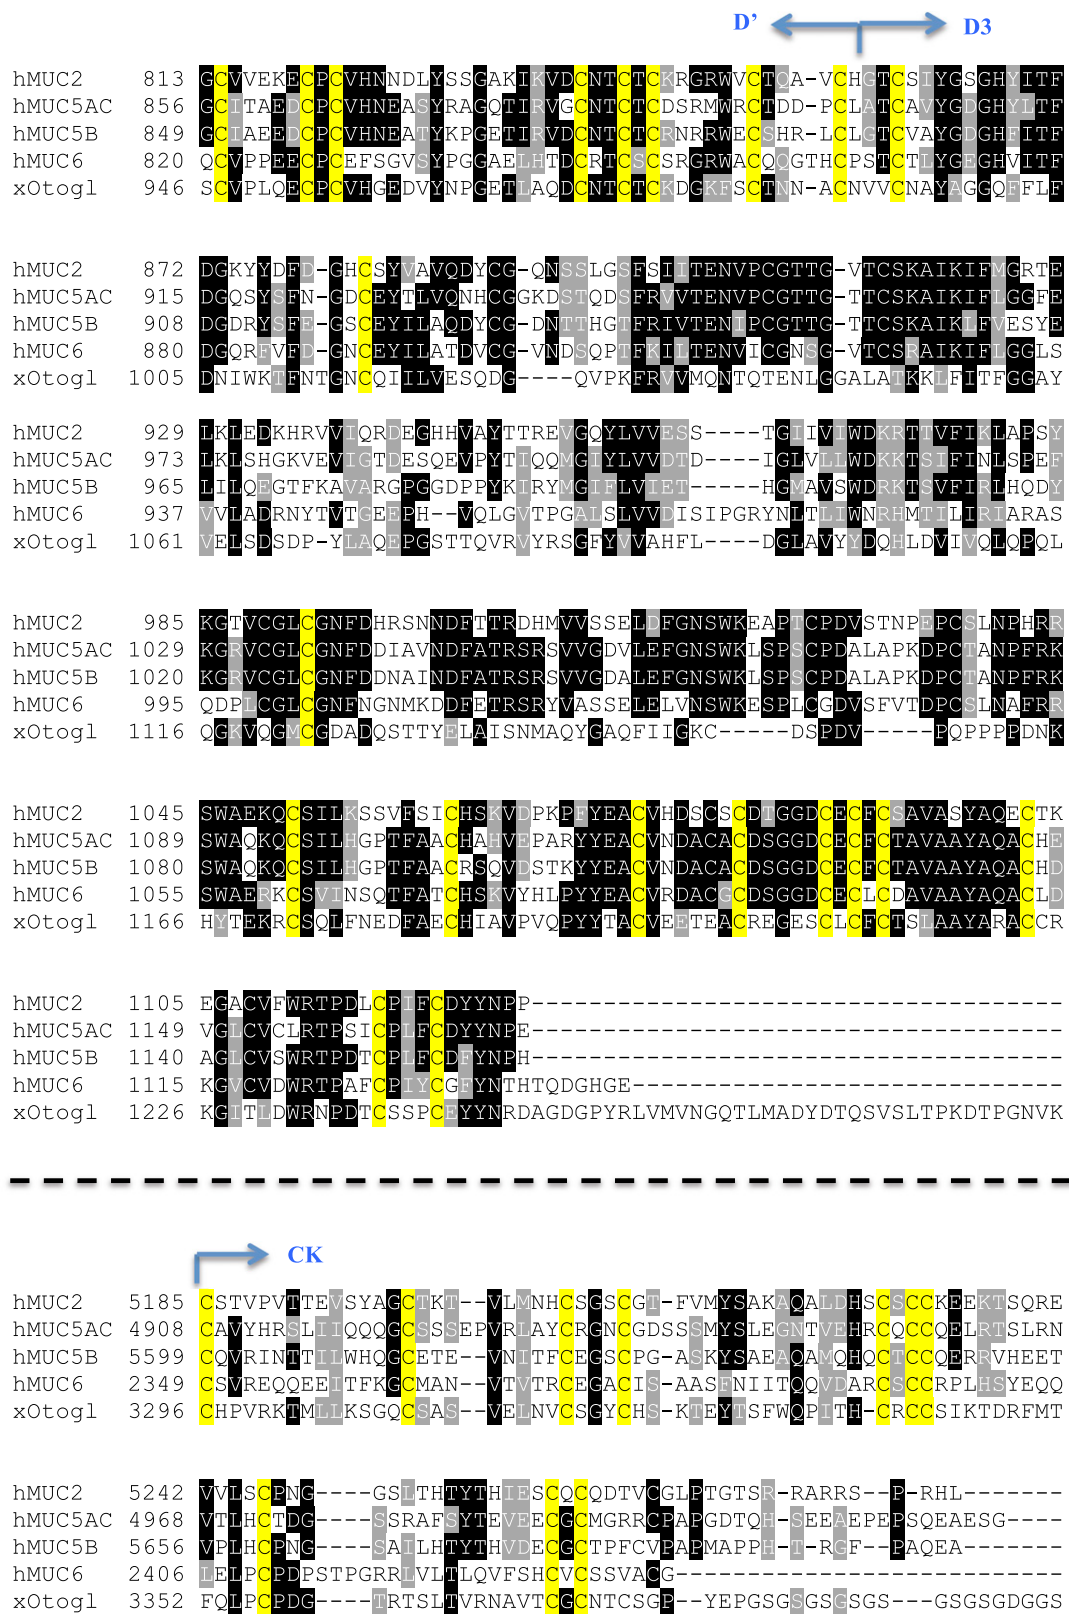 D’ D3
hMUC2 813 GCVVEKECPCVHNNDLYSSGAKIKVDCNTCTCKRGRWVCTQA-VCHGTCSIYGSGHYITF
hMUC5AC 856 GCITAEDCPCVHNEASYRAGQTIRVGCNTCTCDSRMWRCTDD-PCLATCAVYGDGHYLTF
hMUC5B 849 GCIAEEDCPCVHNEATYKPGETIRVDCNTCTCRNRRWECSHR-LCLGTCVAYGDGHFITF
hMUC6 820 QCVPPEECPCEFSGVSYPGGAELHTDCRTCSCSRGRWACQQGTHCPSTCTLYGEGHVITF
xOtogl 946 SCVPLQECPCVHGEDVYNPGETLAQDCNTCTCKDGKFSCTNN-ACNVVCNAYAGGQFFLF
hMUC2 872 DGKYYDFD-GHCSYVAVQDYCG-QNSSLGSFSIITENVPCGTTG-VTCSKAIKIFMGRTE
hMUC5AC 915 DGQSYSFN-GDCEYTLVQNHCGGKDSTQDSFRVVTENVPCGTTG-TTCSKAIKIFLGGFE
hMUC5B 908 DGDRYSFE-GSCEYILAQDYCG-DNTTHGTFRIVTENIPCGTTG-TTCSKAIKLFVESYE
hMUC6 880 DGQRFVFD-GNCEYILATDVCG-VNDSQPTFKILTENVICGNSG-VTCSRAIKIFLGGLS
xOtogl 1005 DNIWKTFNTGNCQIILVESQDG----QVPKFRVVMQNTQTENLGGALATKKLFITFGGAY
hMUC2 929 LKLEDKHRVVIQRDEGHHVAYTTREVGQYLVVESS----TGIIVIWDKRTTVFIKLAPSY
hMUC5AC 973 LKLSHGKVEVIGTDESQEVPYTIQQMGIYLVVDTD----IGLVLLWDKKTSIFINLSPEF
hMUC5B 965 LILQEGTFKAVARGPGGDPPYKIRYMGIFLVIET-----HGMAVSWDRKTSVFIRLHQDY
hMUC6 937 VVLADRNYTVTGEEPH--VQLGVTPGALSLVVDISIPGRYNLTLIWNRHMTILIRIARAS
xOtogl 1061 VELSDSDP-YLAQEPGSTTQVRVYRSGFYVVAHFL----DGLAVYYDQHLDVIVQLQPQL
hMUC2 985 KGTVCGLCGNFDHRSNNDFTTRDHMVVSSELDFGNSWKEAPTCPDVSTNPEPCSLNPHRR
hMUC5AC 1029 KGRVCGLCGNFDDIAVNDFATRSRSVVGDVLEFGNSWKLSPSCPDALAPKDPCTANPFRK
hMUC5B 1020 KGRVCGLCGNFDDNAINDFATRSRSVVGDALEFGNSWKLSPSCPDALAPKDPCTANPFRK
hMUC6 995 QDPLCGLCGNFNGNMKDDFETRSRYVASSELELVNSWKESPLCGDVSFVTDPCSLNAFRR
xOtogl 1116 QGKVQGMCGDADQSTTYELAISNMAQYGAQFIIGKC-----DSPDV-----PQPPPPDNK
hMUC2 1045 SWAEKQCSILKSSVFSICHSKVDPKPFYEACVHDSCSCDTGGDCECFCSAVASYAQECTK
hMUC5AC 1089 SWAQKQCSILHGPTFAACHAHVEPARYYEACVNDACACDSGGDCECFCTAVAAYAQACHE
hMUC5B 1080 SWAQKQCSILHGPTFAACRSQVDSTKYYEACVNDACACDSGGDCECFCTAVAAYAQACHD
hMUC6 1055 SWAERKCSVINSQTFATCHSKVYHLPYYEACVRDACGCDSGGDCECLCDAVAAYAQACLD
xOtogl 1166 HYTEKRCSQLFNEDFAECHIAVPVQPYYTACVEETEACREGESCLCFCTSLAAYARACCR
hMUC2 1105 EGACVFWRTPDLCPIFCDYYNPP-------------------------------------
hMUC5AC 1149 VGLCVCLRTPSICPLFCDYYNPE-------------------------------------
hMUC5B 1140 AGLCVSWRTPDTCPLFCDFYNPH-------------------------------------
hMUC6 1115 KGVCVDWRTPAFCPIYCGFYNTHTQDGHGE------------------------------
xOtogl 1226 KGITLDWRNPDTCSSPCEYYNRDAGDGPYRLVMVNGQTLMADYDTQSVSLTPKDTPGNVK
CK
hMUC2 5185 CSTVPVTTEVSYAGCTKT--VLMNHCSGSCGT-FVMYSAKAQALDHSCSCCKEEKTSQRE
hMUC5AC 4908 CAVYHRSLIIQQQGCSSSEPVRLAYCRGNCGDSSSMYSLEGNTVEHRCQCCQELRTSLRN
hMUC5B 5599 CQVRINTTILWHQGCETE--VNITFCEGSCPG-ASKYSAEAQAMQHQCTCCQERRVHEET
hMUC6 2349 CSVREQQEEITFKGCMAN--VTVTRCEGACIS-AASFNIITQQVDARCSCCRPLHSYEQQ
xOtogl 3296 CHPVRKTMLLKSGQCSAS--VELNVCSGYCHS-KTEYTSFWQPITH-CRCCSIKTDRFMT
hMUC2 5242 VVLSCPNG----GSLTHTYTHIESCQCQDTVCGLPTGTSR-RARRS--P-RHL-------
hMUC5AC 4968 VTLHCTDG----SSRAFSYTEVEECGCMGRRCPAPGDTQH-SEEAEPEPSQEAESG----
hMUC5B 5656 VPLHCPNG----SAILHTYTHVDECGCTPFCVPAPMAPPH-T-RGF--PAQEA-------
hMUC6 2406 LELPCPDPSTPGRRLVLTLQVFSHCVCSSVACG---------------------------
xOtogl 3352 FQLPCPDG----TRTSLTVRNAVTCGCNTCSGP--YEPGSGSGSGSGS---GSGSGDGGS